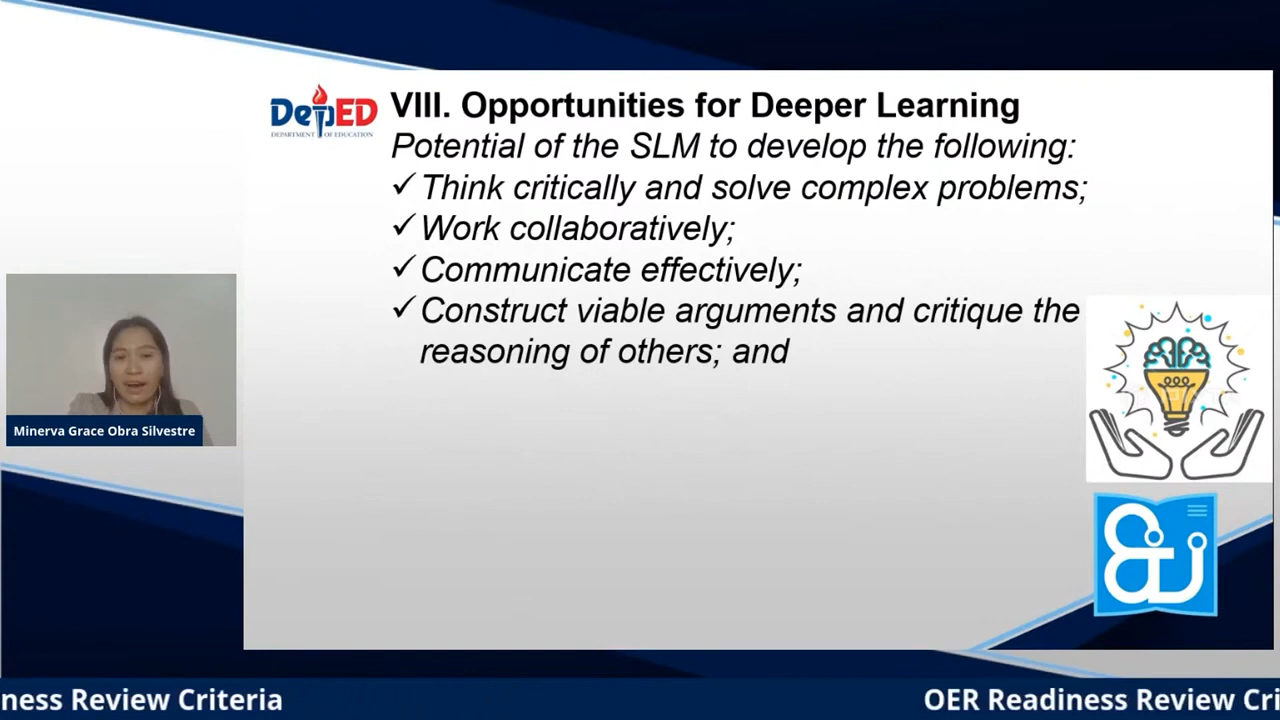 DepED
DEPARTMENT OF EDUCATION
VIII. Opportunities for Deeper Learning
Potential of the SLM to develop the following:
✓ Think critically and solve complex problems;
✓ Work collaboratively;
✓ Communicate effectively;
✓ Construct viable arguments and critique the
reasoning of others; and
Minerva Grace Obra Silvestre
ness Review Criteria
OER Readiness Review Cri